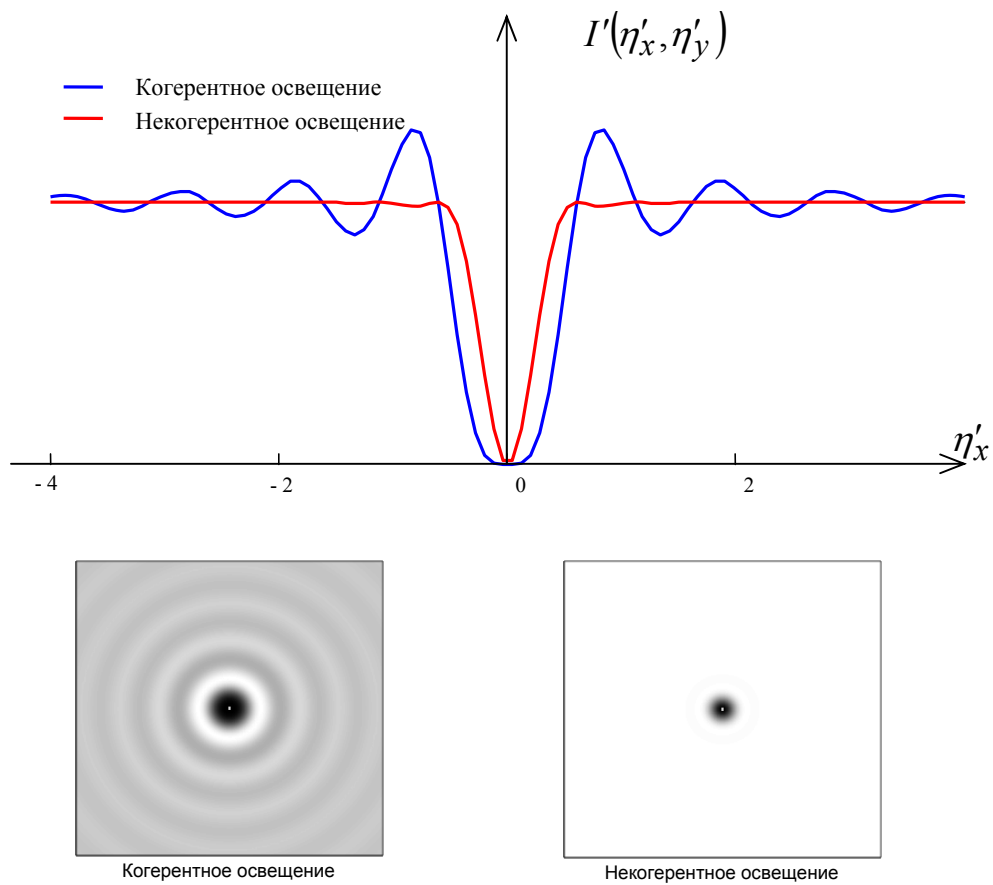 I′(η′x, η′y)
Когерентное освещение
Некогерентное освещение
η′x
- 4 - 2 0 2
Когерентное освещение Некогерентное освещение